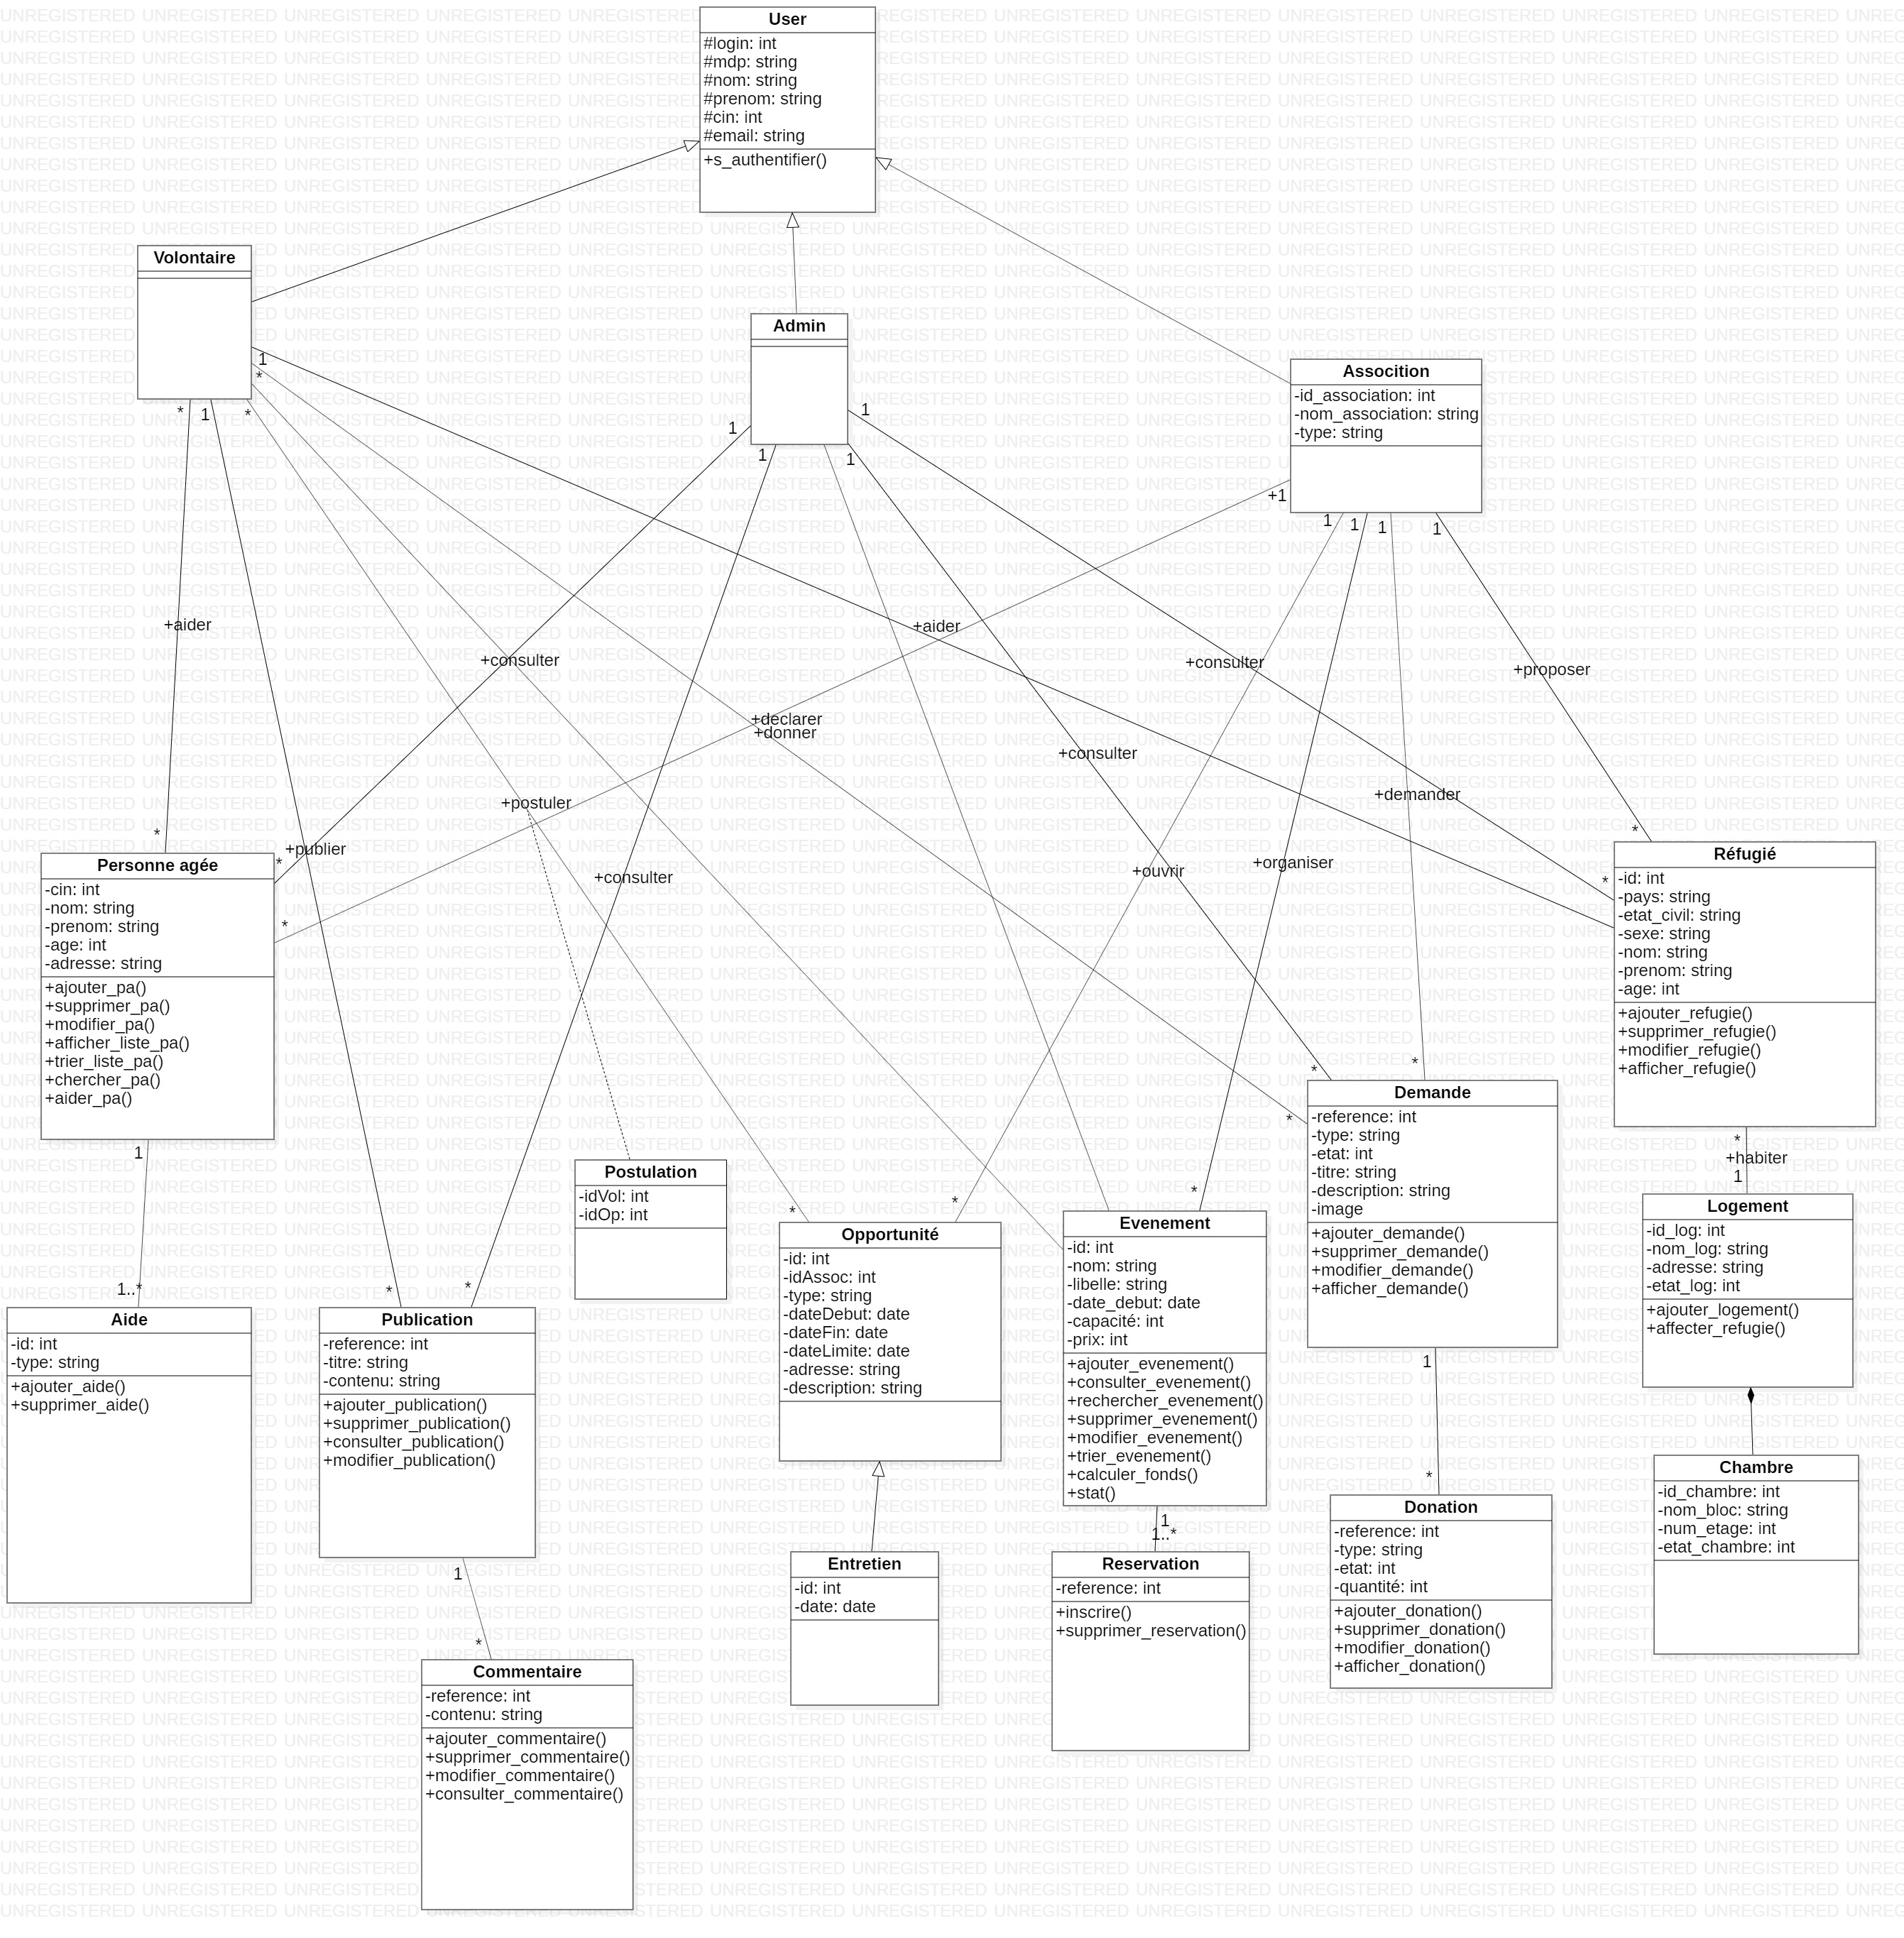 User
#login: int
#mdp: string
#nom: string
#prenom: string
#cin: int
#email: string
+s_authentifier()
Volontaire
Admin
Assocition
-id_association: int
-nom_association: string
-type: string
1
*
*
1
*
1
1
1
1
+1
1
1
1
1
+aider
+aider
+consulter
+consulter
+proposer
+declarer
+donner
+consulter
+postuler
+demander
+publier
+consulter
+ouvrir
+organiser
*
*
*
*
*
Personne agée
-cin: int
-nom: string
-prenom: string
-age: int
-adresse: string
+ajouter_pa()
+supprimer_pa()
+modifier_pa()
+afficher_liste_pa()
+trier_liste_pa()
+chercher_pa()
+aider_pa()
Réfugié
-id: int
-pays: string
-etat_civil: string
-sexe: string
-nom: string
-prenom: string
-age: int
+ajouter_refugie()
+supprimer_refugie()
+modifier_refugie()
+afficher_refugie()
*
*
*
Demande
-reference: int
-type: string
-etat: int
-titre: string
-description: string
-image
+ajouter_demande()
+supprimer_demande()
+modifier_demande()
+afficher_demande()
*
+habiter
1
Logement
-id_log: int
-nom_log: string
-adresse: string
-etat_log: int
+ajouter_logement()
+affecter_refugie()
1
1..*
Aide
-id: int
-type: string
+ajouter_aide()
+supprimer_aide()
*
*
Publication
-reference: int
-titre: string
-contenu: string
+ajouter_publication()
+supprimer_publication()
+consulter_publication()
+modifier_publication()
Postulation
-idVol: int
-idOp: int
*
*
Opportunité
-id: int
-idAssoc: int
-type: string
-dateDebut: date
-dateFin: date
-dateLimite: date
-adresse: string
-description: string
*
Evenement
-id: int
-nom: string
-libelle: string
-date_debut: date
-capacité: int
-prix: int
+ajouter_evenement()
+consulter_evenement()
+rechercher_evenement()
+supprimer_evenement()
+modifier_evenement()
+trier_evenement()
+calculer_fonds()
+stat()
1
*
Donation
-reference: int
-type: string
-etat: int
-quantité: int
+ajouter_donation()
+supprimer_donation()
+modifier_donation()
+afficher_donation()
Chambre
-id_chambre: int
-nom_bloc: string
-num_etage: int
-etat_chambre: int
1
*
Commentaire
-reference: int
-contenu: string
+ajouter_commentaire()
+supprimer_commentaire()
+modifier_commentaire()
+consulter_commentaire()
Entretien
-id: int
-date: date
1
1..*
Reservation
-reference: int
+inscrire()
+supprimer_reservation()